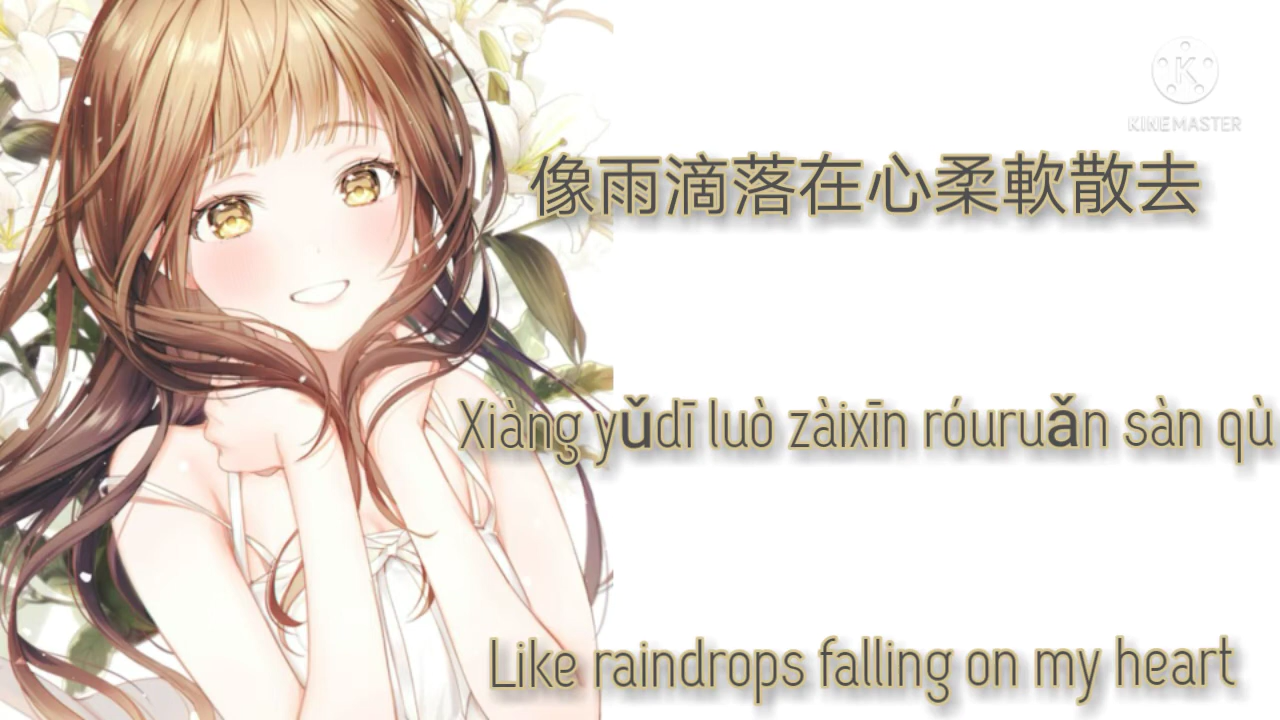 KINEMASTER
像雨滴落在心柔軟散去
Xiàng yǔdī luò zàixīn róuruǎn sàn qù
Like raindrops falling on my heart